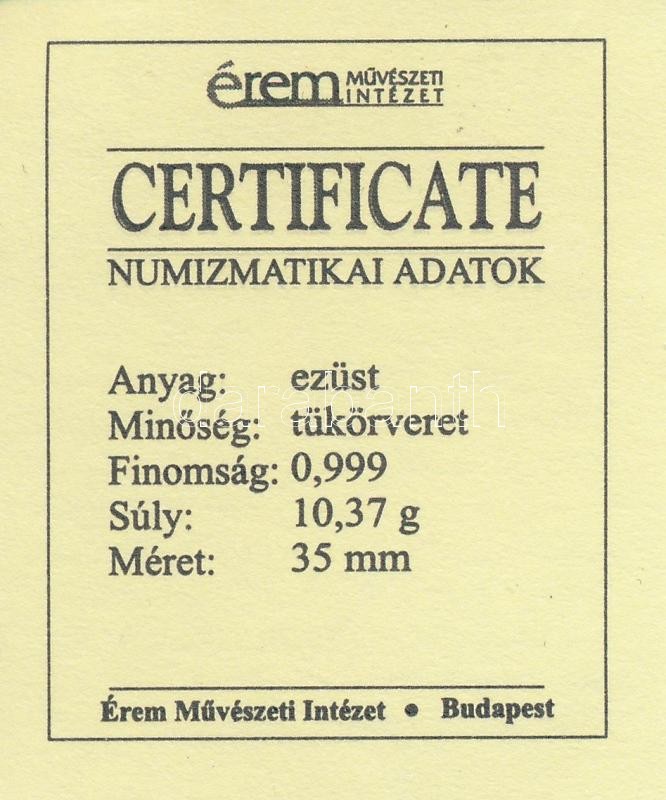 érem MŰVÉSZETI
INTÉZET
CERTIFICATE
NUMIZMATIKAI ADATOK
Anyag: ezüst
Minőség: tükörveret
Finomság: 0,999
Súly: 10,37 g
Méret: 35 mm
darabanth
Érem Művészeti Intézet • Budapest